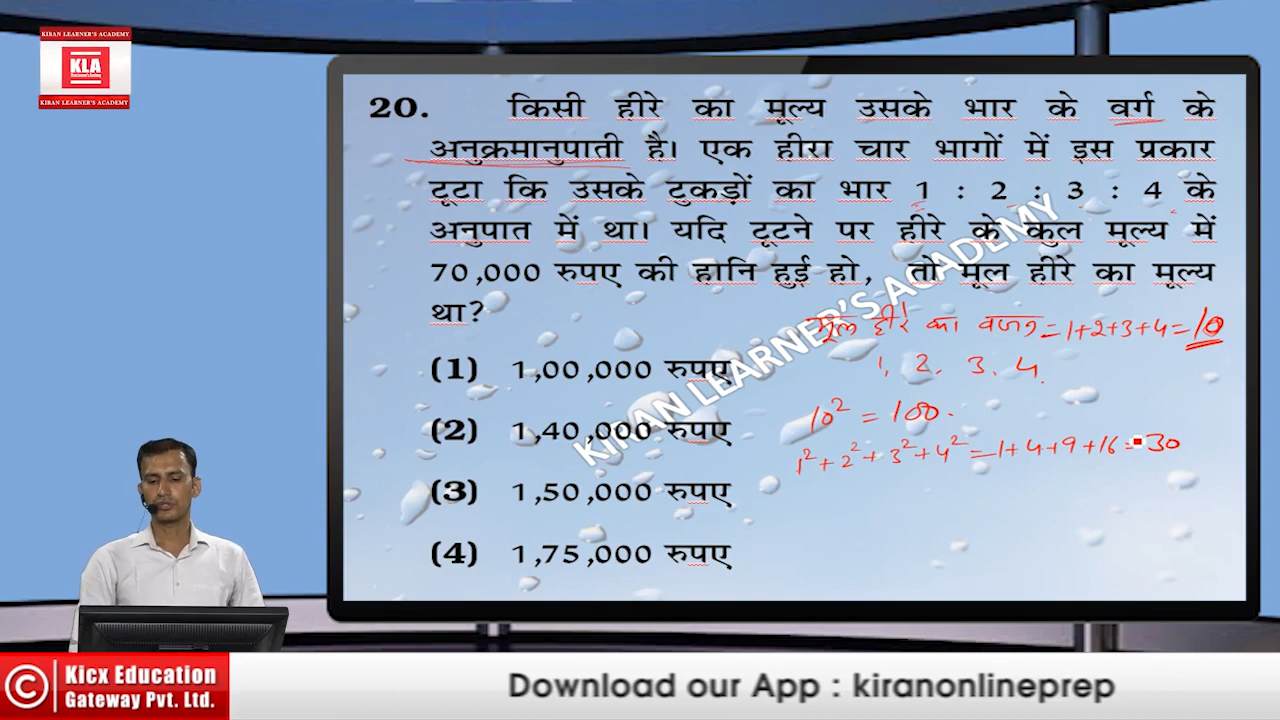 KIRAN LEARNER'S ACADEMY
KLA
Kiran Learner's Academy
KIRAN LEARNER'S ACADEMY
20. किसी हीरे का मूल्य उसके भार के वर्ग के
अनुक्रमानुपाती है। एक हीरा चार भागों में इस प्रकार
टूटा कि उसके टुकड़ों का भार 1 : 2 : 3 : 4 के
अनुपात में था। यदि टूटने पर हीरे के कुल मूल्य में
70,000 रुपए की हानि हुई हो, तो मूल हीरे का मूल्य
था?
मूल हीरे का वजन = 1+2+3+4 = 10
1, 2, 3, 4
(1) 1,00,000 रुपए
10² = 100
(2) 1,40,000 रुपए
1² + 2² + 3² + 4² = 1+4+9+16 = 30
(3) 1,50,000 रुपए
(4) 1,75,000 रुपए
KIRAN LEARNER'S ACADEMY
© Kicx Education
Gateway Pvt. Ltd.
Download our App : kiranonlineprep